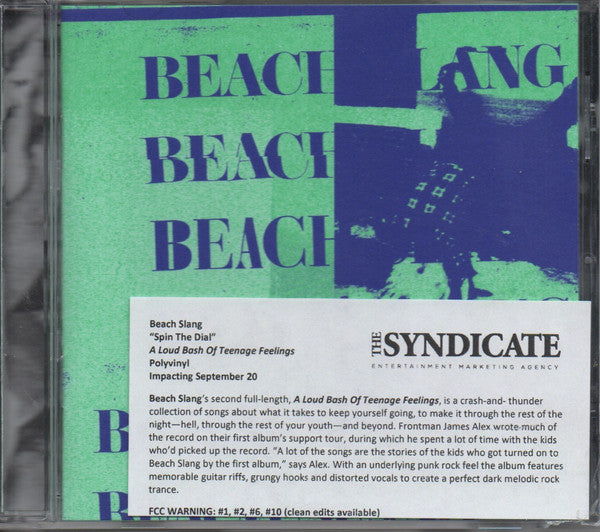 BEACH LANG
BEACH
BEACH
Beach Slang
"Spin The Dial"
A Loud Bash Of Teenage Feelings
Polyvinyl
Impacting September 20
THE SYNDICATE
ENTERTAINMENT MARKETING AGENCY
Beach Slang's second full-length, A Loud Bash Of Teenage Feelings, is a crash-and- thunder
collection of songs about what it takes to keep yourself going, to make it through the rest of the
night—hell, through the rest of your youth—and beyond. Frontman James Alex wrote much of
the record on their first album's support tour, during which he spent a lot of time with the kids
who'd picked up the record. "A lot of the songs are the stories of the kids who got turned on to
Beach Slang by the first album," says Alex. With an underlying punk rock feel the album features
memorable guitar riffs, grungy hooks and distorted vocals to create a perfect dark melodic rock
trance.
FCC WARNING: #1, #2, #6, #10 (clean edits available)